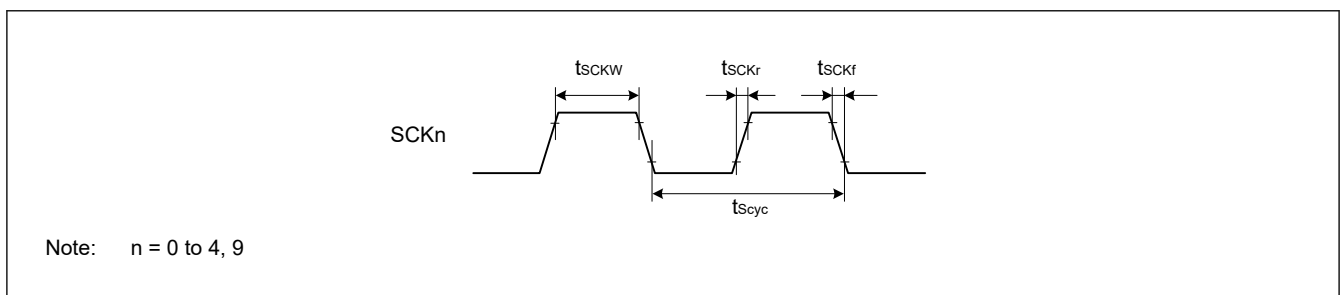 tSCKW tSCKr tSCKf
SCKn
tScyc
Note: n = 0 to 4, 9